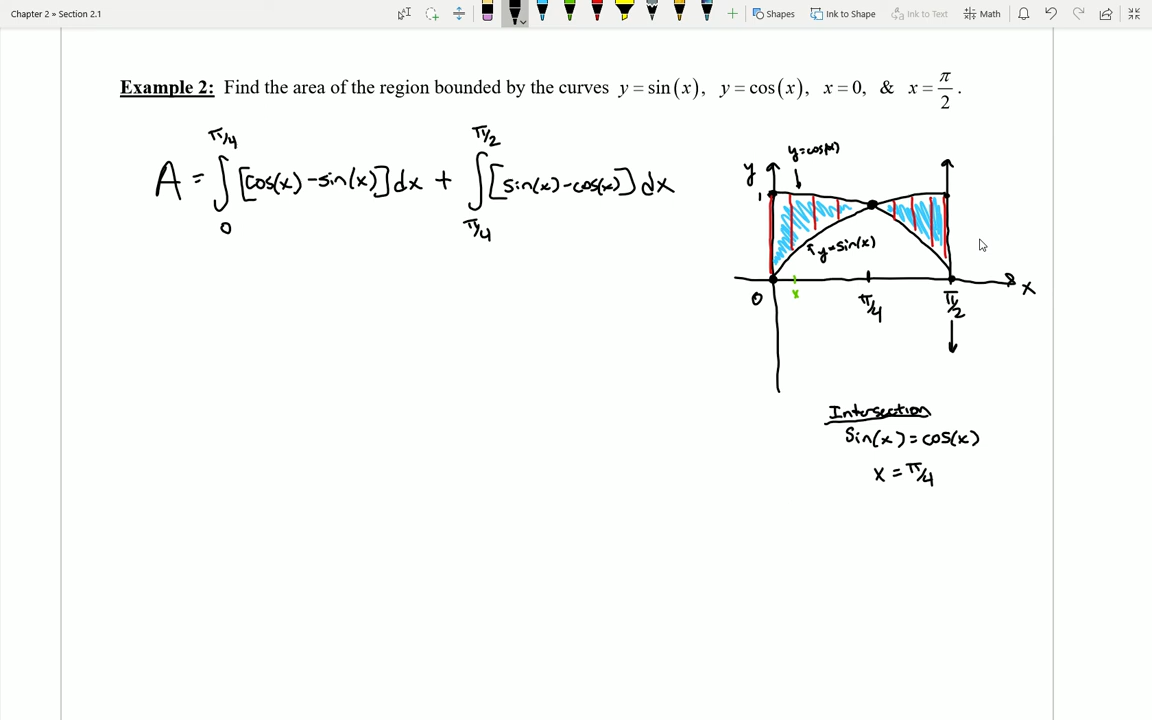 Chapter 2 » Section 2.1
Shapes Ink to Shape Ink to Text Math
Example 2: Find the area of the region bounded by the curves y = sin(x), y = cos(x), x = 0, & x = π/2.
A = ∫₀^(π/4) [cos(x) - sin(x)] dx + ∫_(π/4)^(π/2) [sin(x) - cos(x)] dx
y=cos(x)
y
1
y=sin(x)
0 x π/4 π/2 x
Intersection
Sin(x) = cos(x)
x = π/4